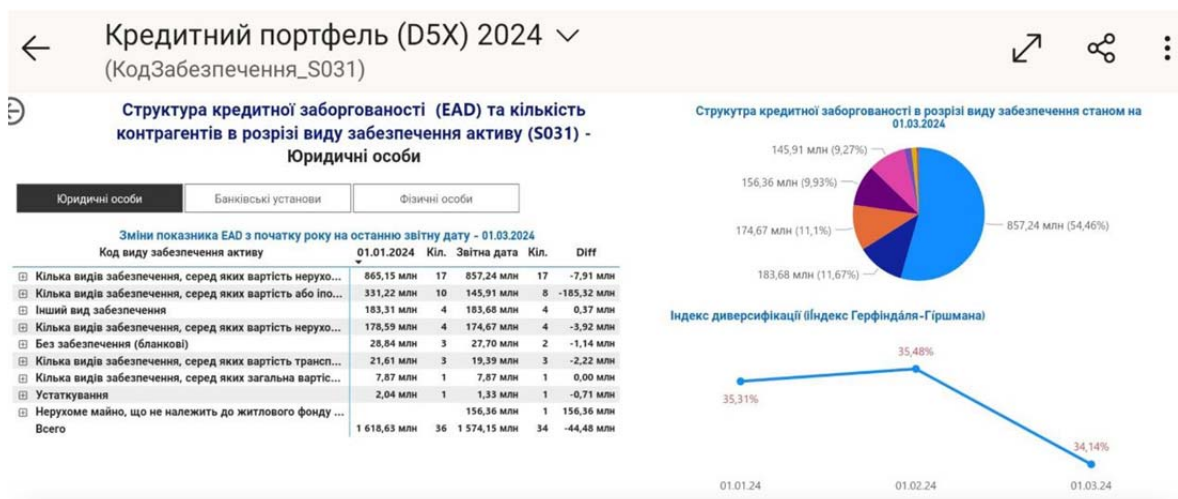 Кредитний портфель (D5X) 2024
(КодЗабезпечення_S031)
Структура кредитної заборгованості (EAD) та кількість
контрагентів в розрізі виду забезпечення активу (S031) -
Юридичні особи
Юридичні особи Банківські установи Фізичні особи
Зміни показника EAD з початку року на останню звітну дату - 01.03.2024
Код виду забезпечення активу 01.01.2024 Кіл. Звітна дата Кіл. Diff
Кілька видів забезпечення, серед яких вартість нерухо... 865,15 млн 17 857,24 млн 17 -7,91 млн
Кілька видів забезпечення, серед яких вартість або іпо... 331,22 млн 10 145,91 млн 8 -185,32 млн
Інший вид забезпечення 183,31 млн 4 183,68 млн 4 0,37 млн
Кілька видів забезпечення, серед яких вартість нерухо... 178,59 млн 4 174,67 млн 4 -3,92 млн
Без забезпечення (бланкові) 28,84 млн 3 27,70 млн 2 -1,14 млн
Кілька видів забезпечення, серед яких вартість трансп... 21,61 млн 3 19,39 млн 3 -2,22 млн
Кілька видів забезпечення, серед яких загальна вартіс... 7,87 млн 1 7,87 млн 1 0,00 млн
Устаткування 2,04 млн 1 1,33 млн 1 -0,71 млн
Нерухоме майно, що не належить до житлового фонду ... 156,36 млн 1 156,36 млн
Всего 1 618,63 млн 36 1 574,15 млн 34 -44,48 млн
Струкутра кредитної заборгованості в розрізі виду забезпечення станом на
01.03.2024
145,91 млн (9,27%)
156,36 млн (9,93%)
174,67 млн (11,1%)
857,24 млн (54,46%)
183,68 млн (11,67%)
Індекс диверсифікації (іІ́ндекс Герфінда́ля-Гі́ршмана)
35,48%
35,31%
34,14%
01.01.24 01.02.24 01.03.24